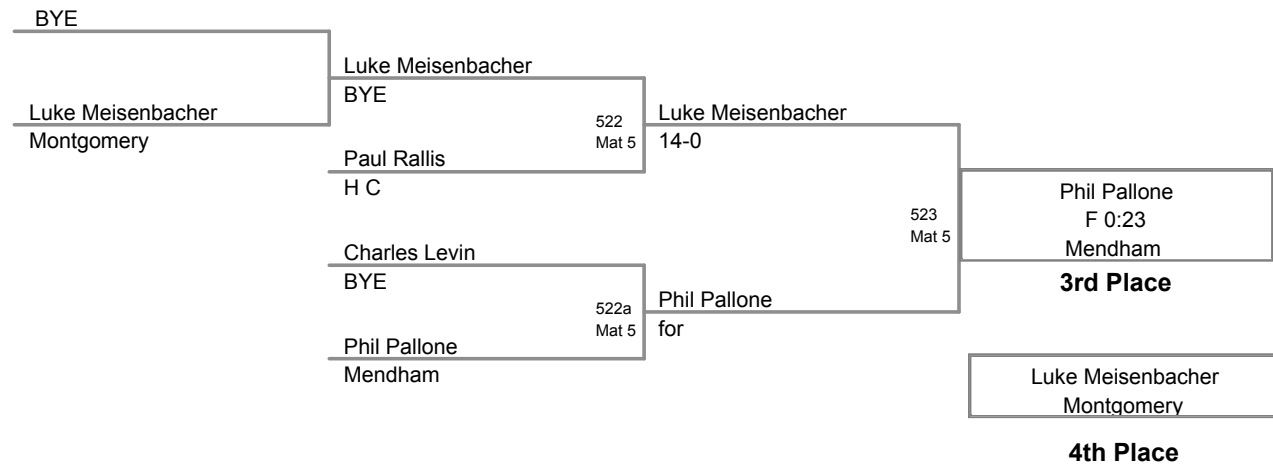 BYE
Luke Meisenbacher
Montgomery
Luke Meisenbacher
BYE
522
Mat 5
Paul Rallis
H C
Luke Meisenbacher
14-0
Charles Levin
BYE
522a
Mat 5
Phil Pallone
Mendham
Phil Pallone
for
523
Mat 5
Phil Pallone
F 0:23
Mendham
3rd Place
Luke Meisenbacher
Montgomery
4th Place